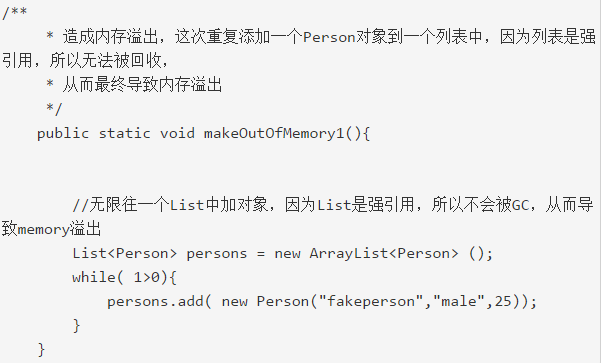 /**
     * 造成内存溢出，这次重复添加一个Person对象到一个列表中，因为列表是强
引用，所以无法被回收，
     * 从而最终导致内存溢出
     */
    public static void makeOutOfMemory1(){
        //无限往一个List中加对象，因为List是强引用，所以不会被GC，从而导
致memory溢出
        List<Person> persons = new ArrayList<Person> ();
        while( 1>0){
            persons.add( new Person("fakeperson","male",25));
        }
    }